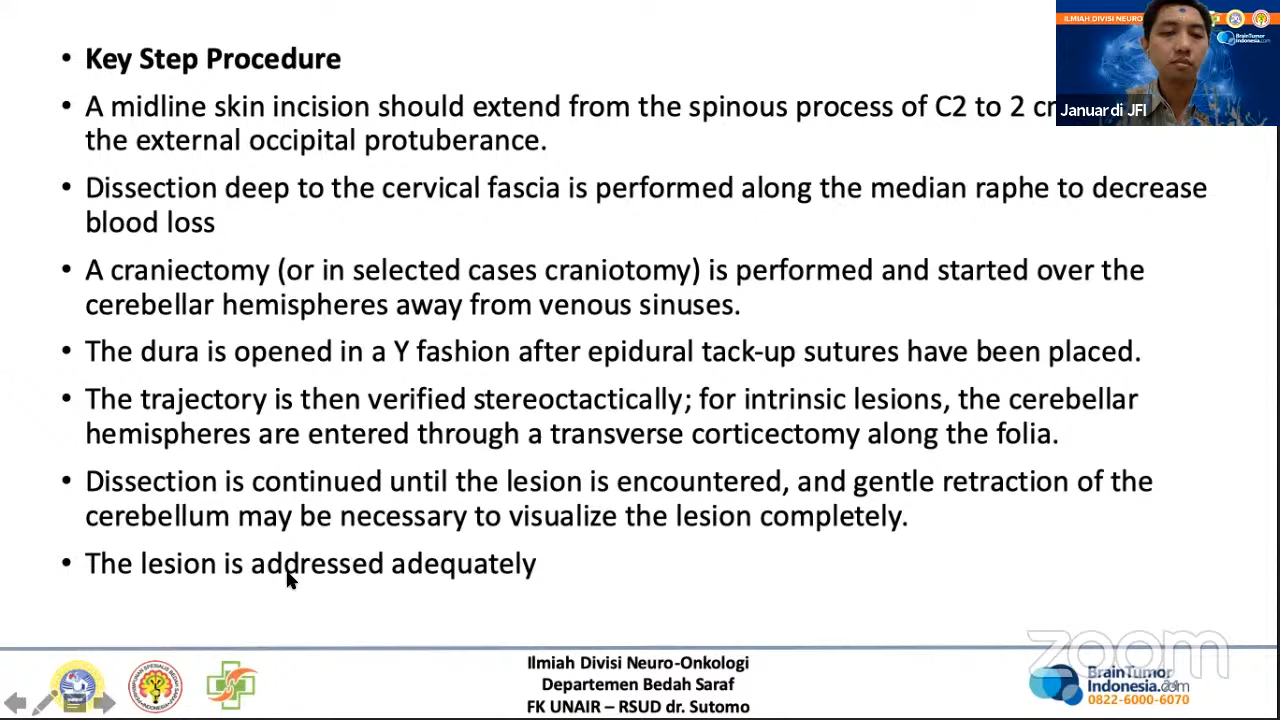 • Key Step Procedure
• A midline skin incision should extend from the spinous process of C2 to 2
the external occipital protuberance.
• Dissection deep to the cervical fascia is performed along the median raphe to decrease
blood loss
• A craniectomy (or in selected cases craniotomy) is performed and started over the
cerebellar hemispheres away from venous sinuses.
• The dura is opened in a Y fashion after epidural tack-up sutures have been placed.
• The trajectory is then verified stereoctactically; for intrinsic lesions, the cerebellar
hemispheres are entered through a transverse corticectomy along the folia.
• Dissection is continued until the lesion is encountered, and gentle retraction of the
cerebellum may be necessary to visualize the lesion completely.
• The lesion is addressed adequately
ILMIAH DIVISI NEURO
BrainTumor
Indonesia.com
Januardi JFI
Ilmiah Divisi Neuro-Onkologi
Departemen Bedah Saraf
FK UNAIR – RSUD dr. Sutomo
zoom
BrainTumor
Indonesia.com
0822-6000-6070